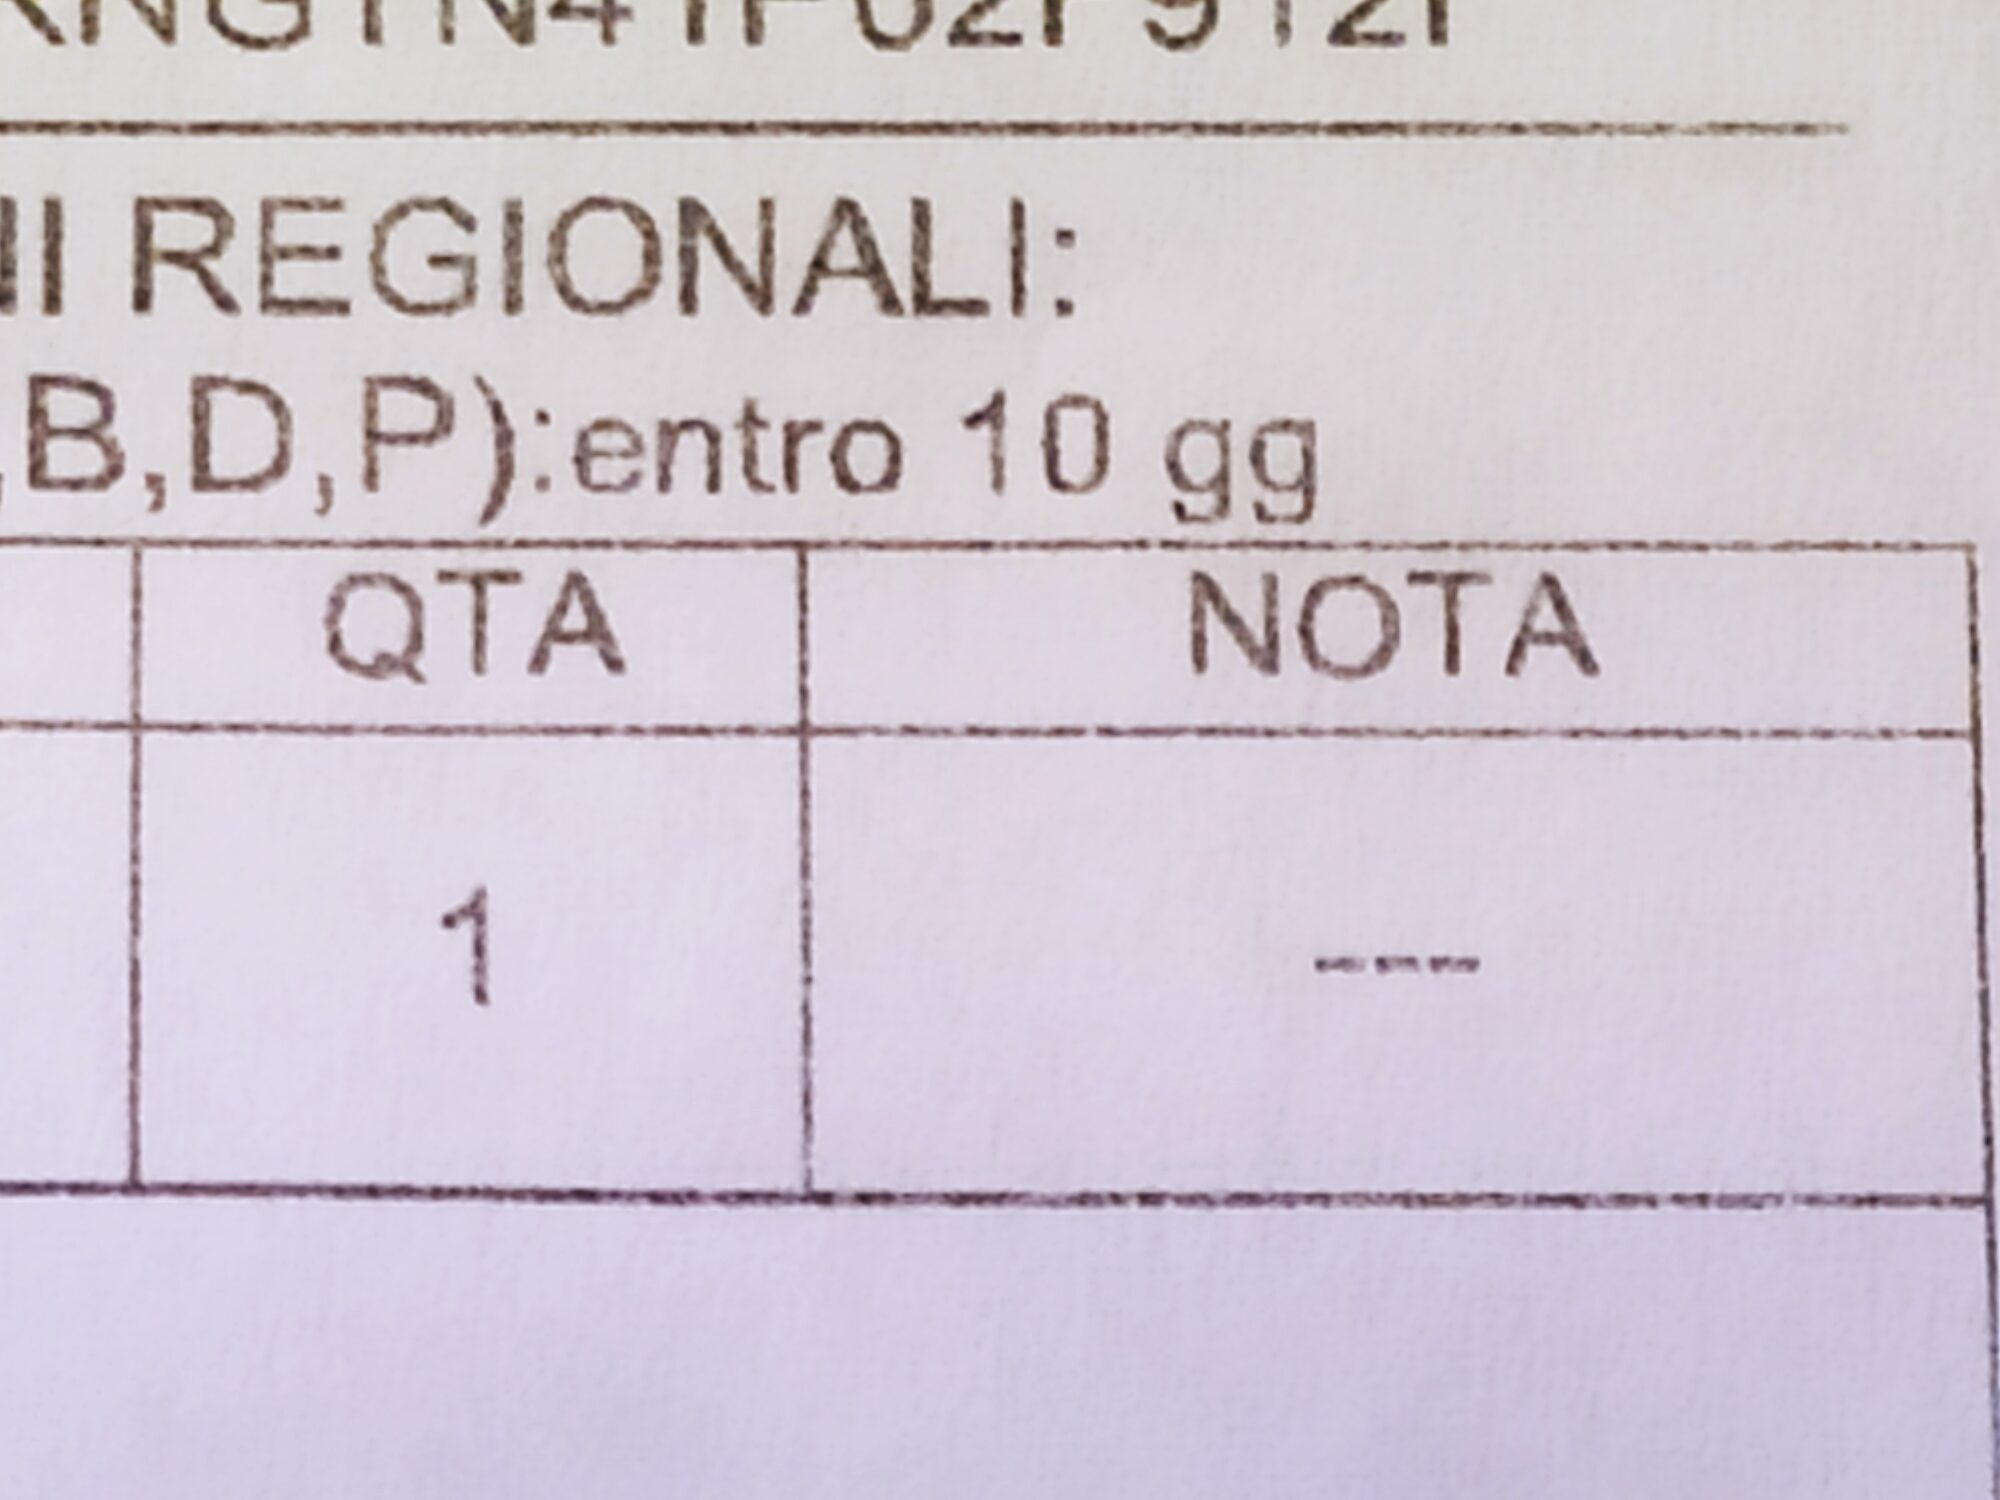 II REGIONALI:
,B,D,P):entro 10 gg
QTA NOTA
1 ---